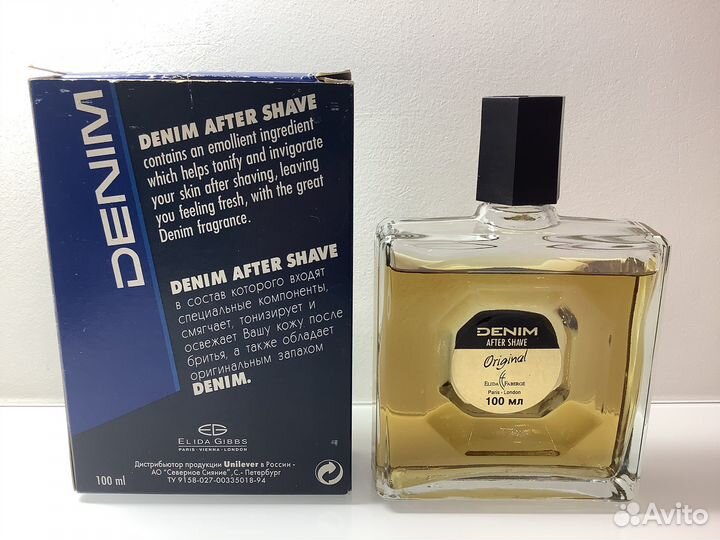 DENIM
DENIM AFTER SHAVE
contains an emollient ingredient
which helps tonify and invigorate
your skin after shaving, leaving
you feeling fresh, with the great
Denim fragrance.
DENIM AFTER SHAVE
в состав которого входят
специальные компоненты,
смягчает, тонизирует и
освежает Вашу кожу после
бритья, а также обладает
оригинальным запахом
DENIM.
EG
ELIDA GIBBS
PARIS - VIENNA - LONDON
Дистрибьютор продукции Unilever в России -
АО "Северное Сияние", С.- Петербург
ТУ 9158-027-00335018-94
100 ml
DENIM
AFTER SHAVE
Original
ELIDA FABERGÉ
Paris - London
100 мл
Avito